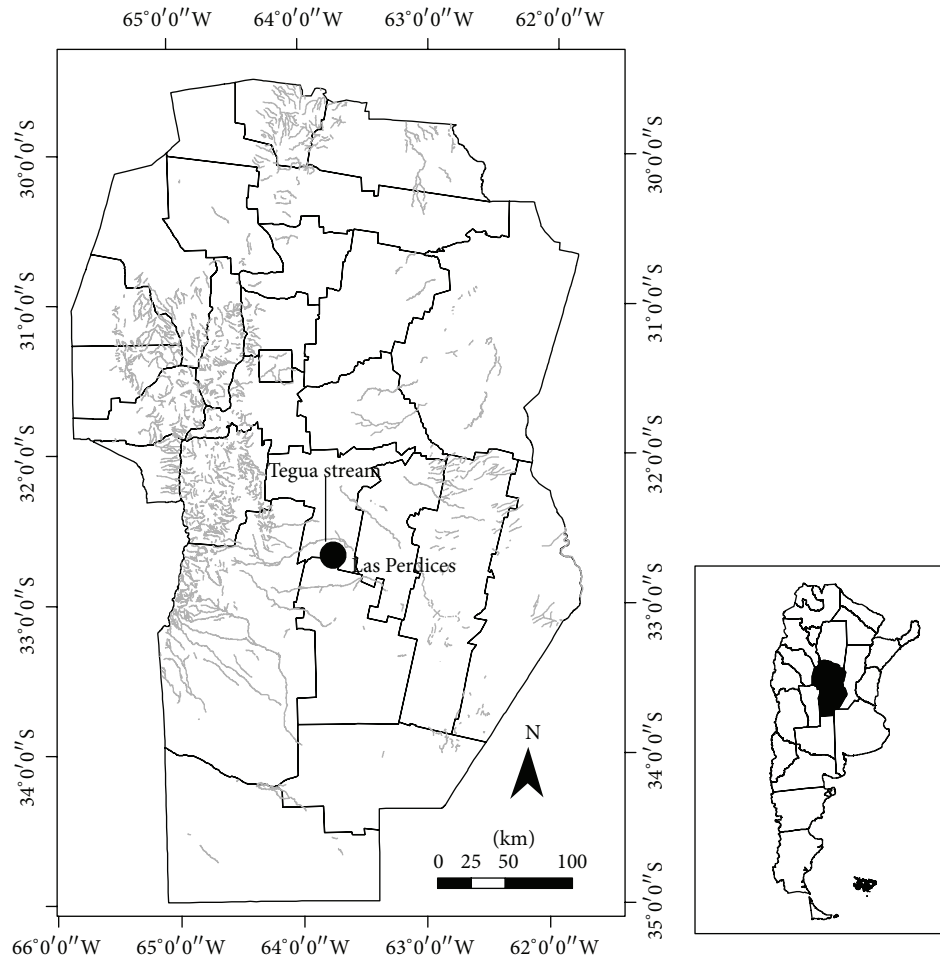 65°0′0″W 64°0′0″W 63°0′0″W 62°0′0″W
30°0′0″S
30°0′0″S
31°0′0″S
31°0′0″S
32°0′0″S
32°0′0″S
Tegua stream
Las Perdices
33°0′0″S
33°0′0″S
34°0′0″S
34°0′0″S
35°0′0″S
N
(km)
0 25 50 100
66°0′0″W 65°0′0″W 64°0′0″W 63°0′0″W 62°0′0″W